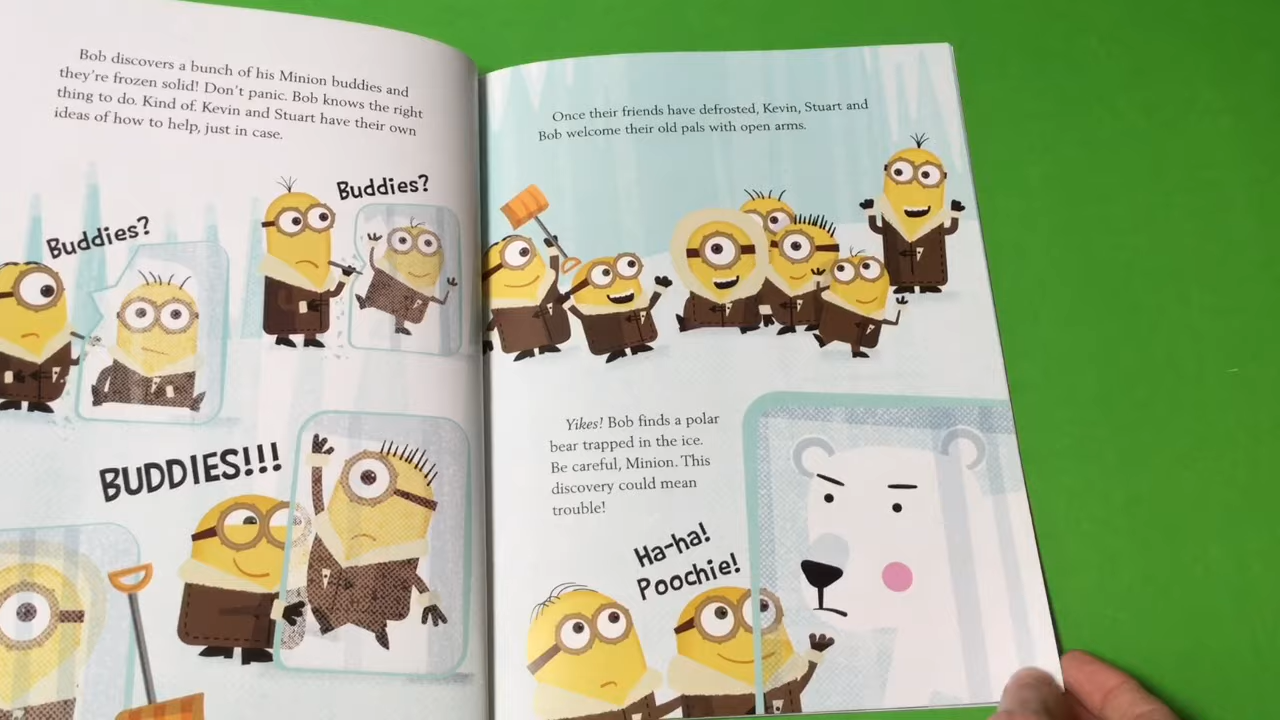 Bob discovers a bunch of his Minion buddies and
they're frozen solid! Don't panic. Bob knows the right
thing to do. Kind of. Kevin and Stuart have their own
ideas of how to help, just in case.
Buddies?
Buddies?
BUDDIES!!!
Once their friends have defrosted, Kevin, Stuart and
Bob welcome their old pals with open arms.
Yikes! Bob finds a polar
bear trapped in the ice.
Be careful, Minion. This
discovery could mean
trouble!
Ha-ha!
Poochie!